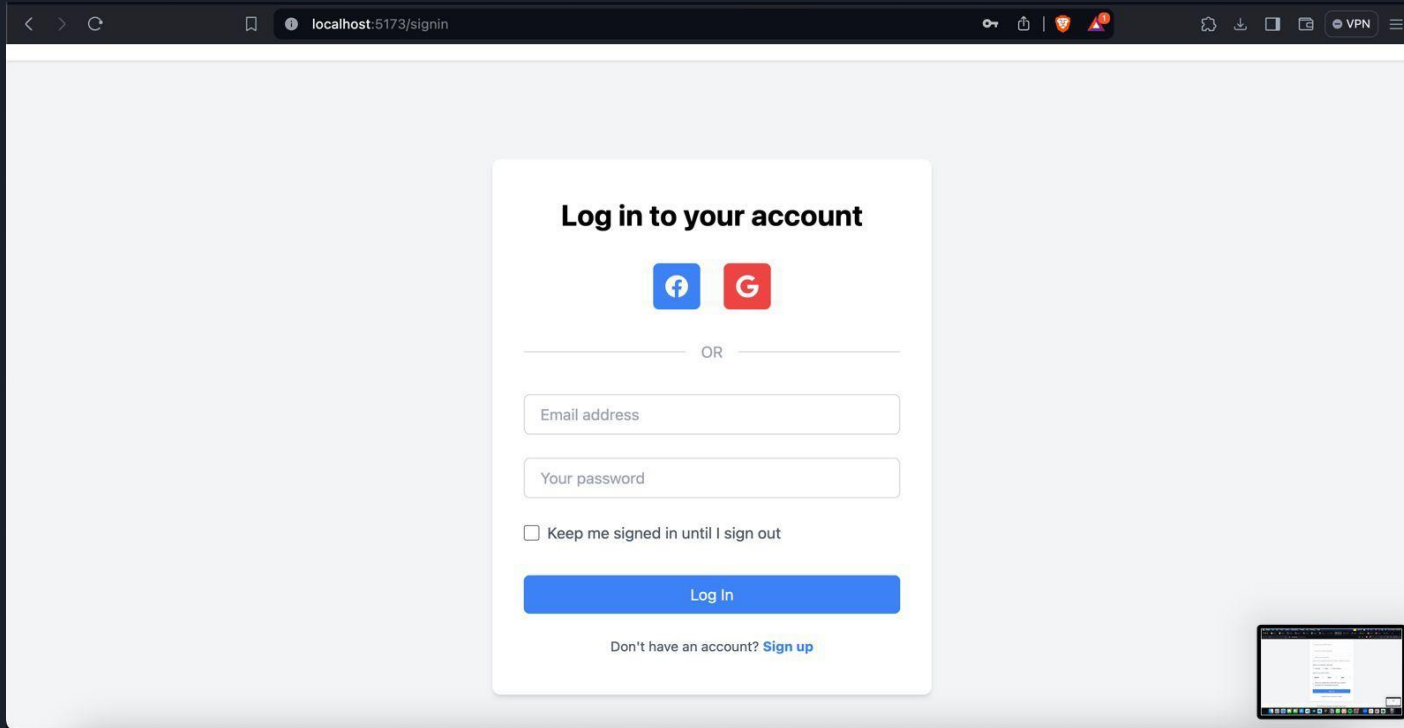 localhost:5173/signin
1
VPN
Log in to your account
OR
Email address
Your password
Keep me signed in until I sign out
Log In
Don't have an account? Sign up